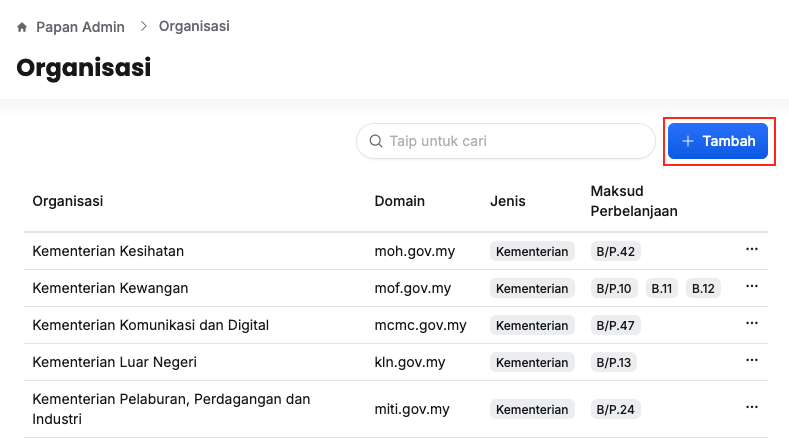 Papan Admin > Organisasi
Organisasi
Taip untuk cari
+ Tambah
Organisasi Domain Jenis Maksud Perbelanjaan
Kementerian Kesihatan moh.gov.my Kementerian B/P.42 ...
Kementerian Kewangan mof.gov.my Kementerian B/P.10 B.11 B.12 ...
Kementerian Komunikasi dan Digital mcmc.gov.my Kementerian B/P.47 ...
Kementerian Luar Negeri kln.gov.my Kementerian B/P.13 ...
Kementerian Pelaburan, Perdagangan dan
Industri miti.gov.my Kementerian B/P.24 ...